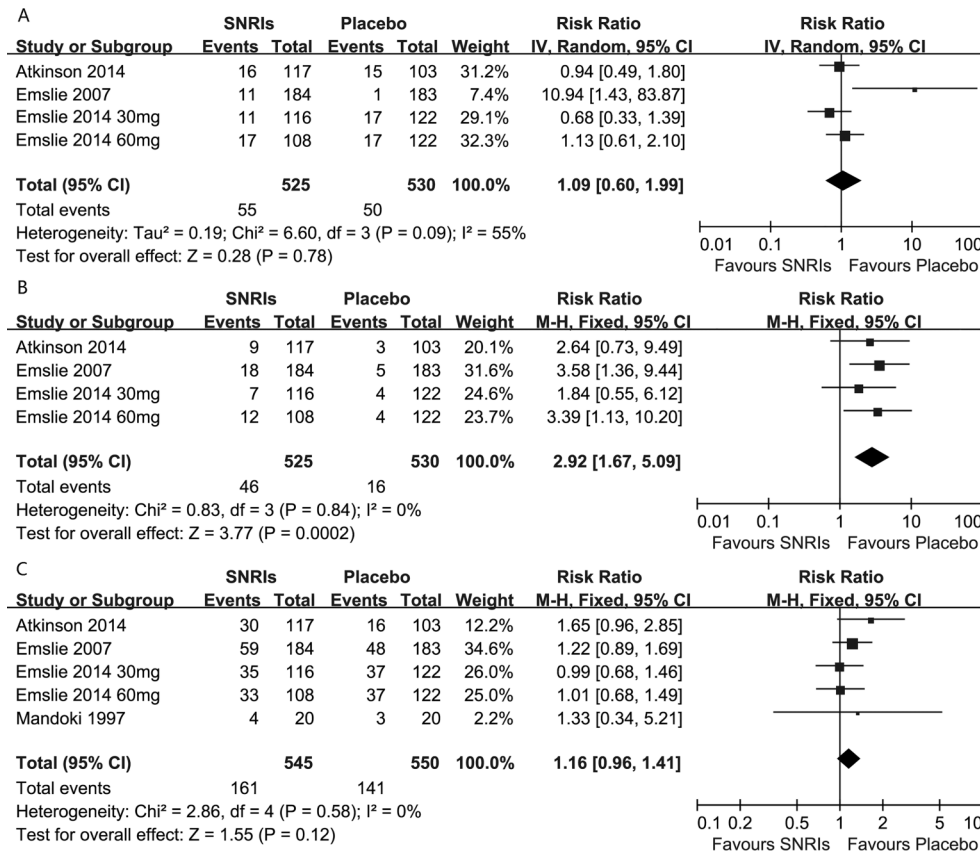 A
SNRIs Placebo Risk Ratio Risk Ratio
Study or Subgroup Events Total Events Total Weight IV, Random, 95% CI IV, Random, 95% CI
Atkinson 2014 16 117 15 103 31.2% 0.94 [0.49, 1.80]
Emslie 2007 11 184 1 183 7.4% 10.94 [1.43, 83.87]
Emslie 2014 30mg 11 116 17 122 29.1% 0.68 [0.33, 1.39]
Emslie 2014 60mg 17 108 17 122 32.3% 1.13 [0.61, 2.10]
Total (95% CI) 525 530 100.0% 1.09 [0.60, 1.99]
Total events 55 50
Heterogeneity: Tau² = 0.19; Chi² = 6.60, df = 3 (P = 0.09); I² = 55%
Test for overall effect: Z = 0.28 (P = 0.78)
0.01 0.1 1 10 100
Favours SNRIs Favours Placebo
B
SNRIs Placebo Risk Ratio Risk Ratio
Study or Subgroup Events Total Events Total Weight M-H, Fixed, 95% CI M-H, Fixed, 95% CI
Atkinson 2014 9 117 3 103 20.1% 2.64 [0.73, 9.49]
Emslie 2007 18 184 5 183 31.6% 3.58 [1.36, 9.44]
Emslie 2014 30mg 7 116 4 122 24.6% 1.84 [0.55, 6.12]
Emslie 2014 60mg 12 108 4 122 23.7% 3.39 [1.13, 10.20]
Total (95% CI) 525 530 100.0% 2.92 [1.67, 5.09]
Total events 46 16
Heterogeneity: Chi² = 0.83, df = 3 (P = 0.84); I² = 0%
Test for overall effect: Z = 3.77 (P = 0.0002)
0.01 0.1 1 10 100
Favours SNRIs Favours Placebo
C
SNRIs Placebo Risk Ratio Risk Ratio
Study or Subgroup Events Total Events Total Weight M-H, Fixed, 95% CI M-H, Fixed, 95% CI
Atkinson 2014 30 117 16 103 12.2% 1.65 [0.96, 2.85]
Emslie 2007 59 184 48 183 34.6% 1.22 [0.89, 1.69]
Emslie 2014 30mg 35 116 37 122 26.0% 0.99 [0.68, 1.46]
Emslie 2014 60mg 33 108 37 122 25.0% 1.01 [0.68, 1.49]
Mandoki 1997 4 20 3 20 2.2% 1.33 [0.34, 5.21]
Total (95% CI) 545 550 100.0% 1.16 [0.96, 1.41]
Total events 161 141
Heterogeneity: Chi² = 2.86, df = 4 (P = 0.58); I² = 0%
Test for overall effect: Z = 1.55 (P = 0.12)
0.1 0.2 0.5 1 2 5 10
Favours SNRIs Favours Placebo